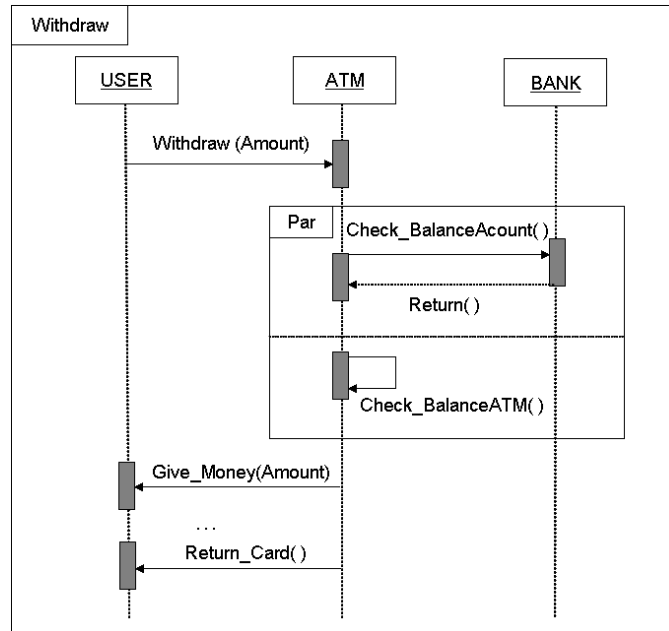 Withdraw
USER
ATM
BANK
Withdraw (Amount)
Par
Check_BalanceAcount( )
Return( )
Check_BalanceATM( )
Give_Money(Amount)
...
Return_Card( )